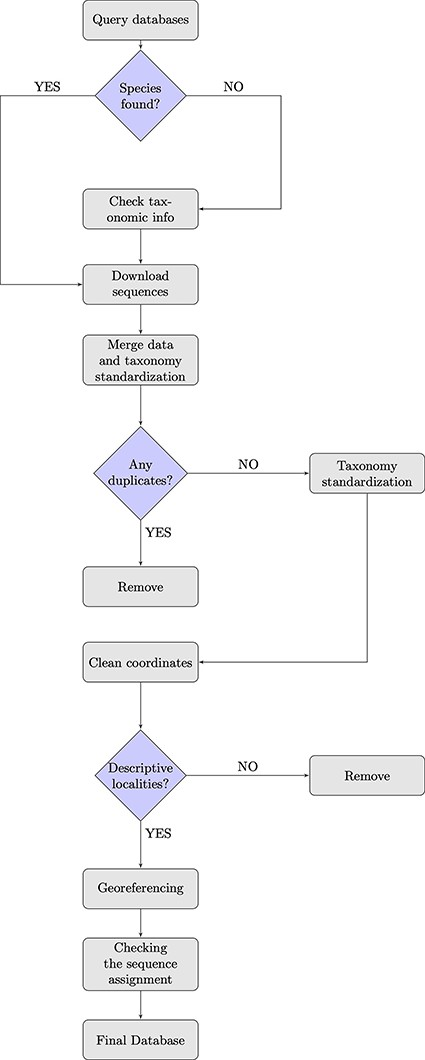 Query databases
Species
found?
YES
NO
Check tax-
onomic info
Download
sequences
Merge data
and taxonomy
standardization
Any
duplicates?
NO
Taxonomy
standardization
YES
Remove
Clean coordinates
Descriptive
localities?
NO
Remove
YES
Georeferencing
Checking
the sequence
assignment
Final Database